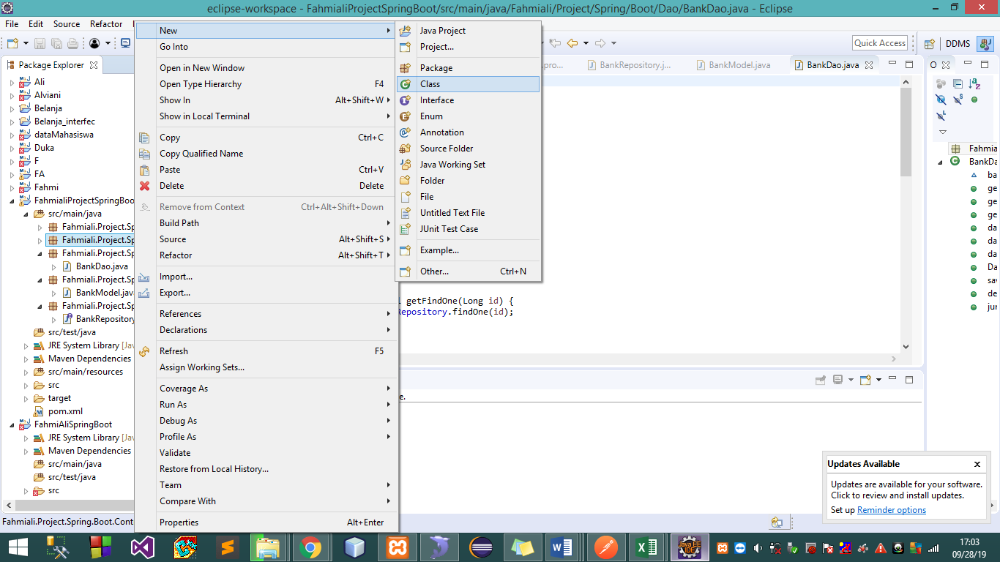 eclipse-workspace - FahmialiProjectSpringBoot/src/main/java/Fahmiali/Project/Spring/Boot/Dao/BankDao.java - Eclipse
File Edit Source Refactor
Quick Access
DDMS
Package Explorer
Ali
Alviani
Belanja
Belanja_interfec
dataMahasiswa
Duka
F
FA
Fahmi
FahmialiProjectSpringBoo
src/main/java
Fahmiali.Project.Sp
Fahmiali.Project.Sp
Fahmiali.Project.Sp
BankDao.java
Fahmiali.Project.Sp
BankModel.java
Fahmiali.Project.Sp
BankRepository
src/test/java
JRE System Library [Jav
Maven Dependencies
src/main/resources
src
target
pom.xml
FahmiAliSpringBoot
JRE System Library [Jav
Maven Dependencies
src/main/java
src/test/java
src
Fahmiali.Project.Spring.Boot.Cont
New
Go Into
Open in New Window
Open Type Hierarchy F4
Show In Alt+Shift+W
Show in Local Terminal
Copy Ctrl+C
Copy Qualified Name
Paste Ctrl+V
Delete Delete
Remove from Context Ctrl+Alt+Shift+Down
Build Path
Source Alt+Shift+S
Refactor Alt+Shift+T
Import...
Export...
References
Declarations
Refresh F5
Assign Working Sets...
Coverage As
Run As
Debug As
Profile As
Validate
Restore from Local History...
Team
Compare With
Properties Alt+Enter
Java Project
Project...
Package
Class
Interface
Enum
Annotation
Source Folder
Java Working Set
Folder
File
Untitled Text File
JUnit Test Case
Example...
Other... Ctrl+N
.pro...
BankRepository.j...
BankModel.java
BankDao.java
getFindOne(Long id) {
Repository.findOne(id);
e.
O
Fahmia
BankDa
ba
ge
ge
ge
da
da
da
Da
sav
de
jur
Updates Available
Updates are available for your software.
Click to review and install updates.
Set up Reminder options
Java EE
IDE
17:03
09/28/19